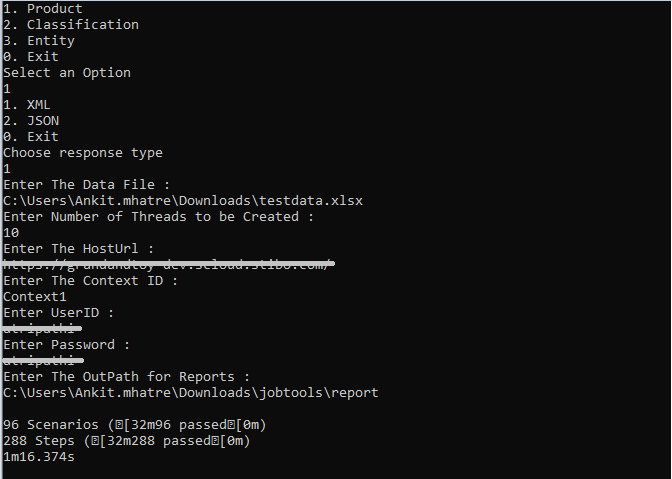 1. Product
2. Classification
3. Entity
0. Exit
Select an Option
1
1. XML
2. JSON
0. Exit
Choose response type
1
Enter The Data File :
C:\Users\Ankit.mhatre\Downloads\testdata.xlsx
Enter Number of Threads to be Created :
10
Enter The HostUrl :
Enter The Context ID :
Context1
Enter UserID :
Enter Password :
Enter The OutPath for Reports :
C:\Users\Ankit.mhatre\Downloads\jobtools\report
96 Scenarios (⍰[32m96 passed⍰[0m)
288 Steps (⍰[32m288 passed⍰[0m)
1m16.374s